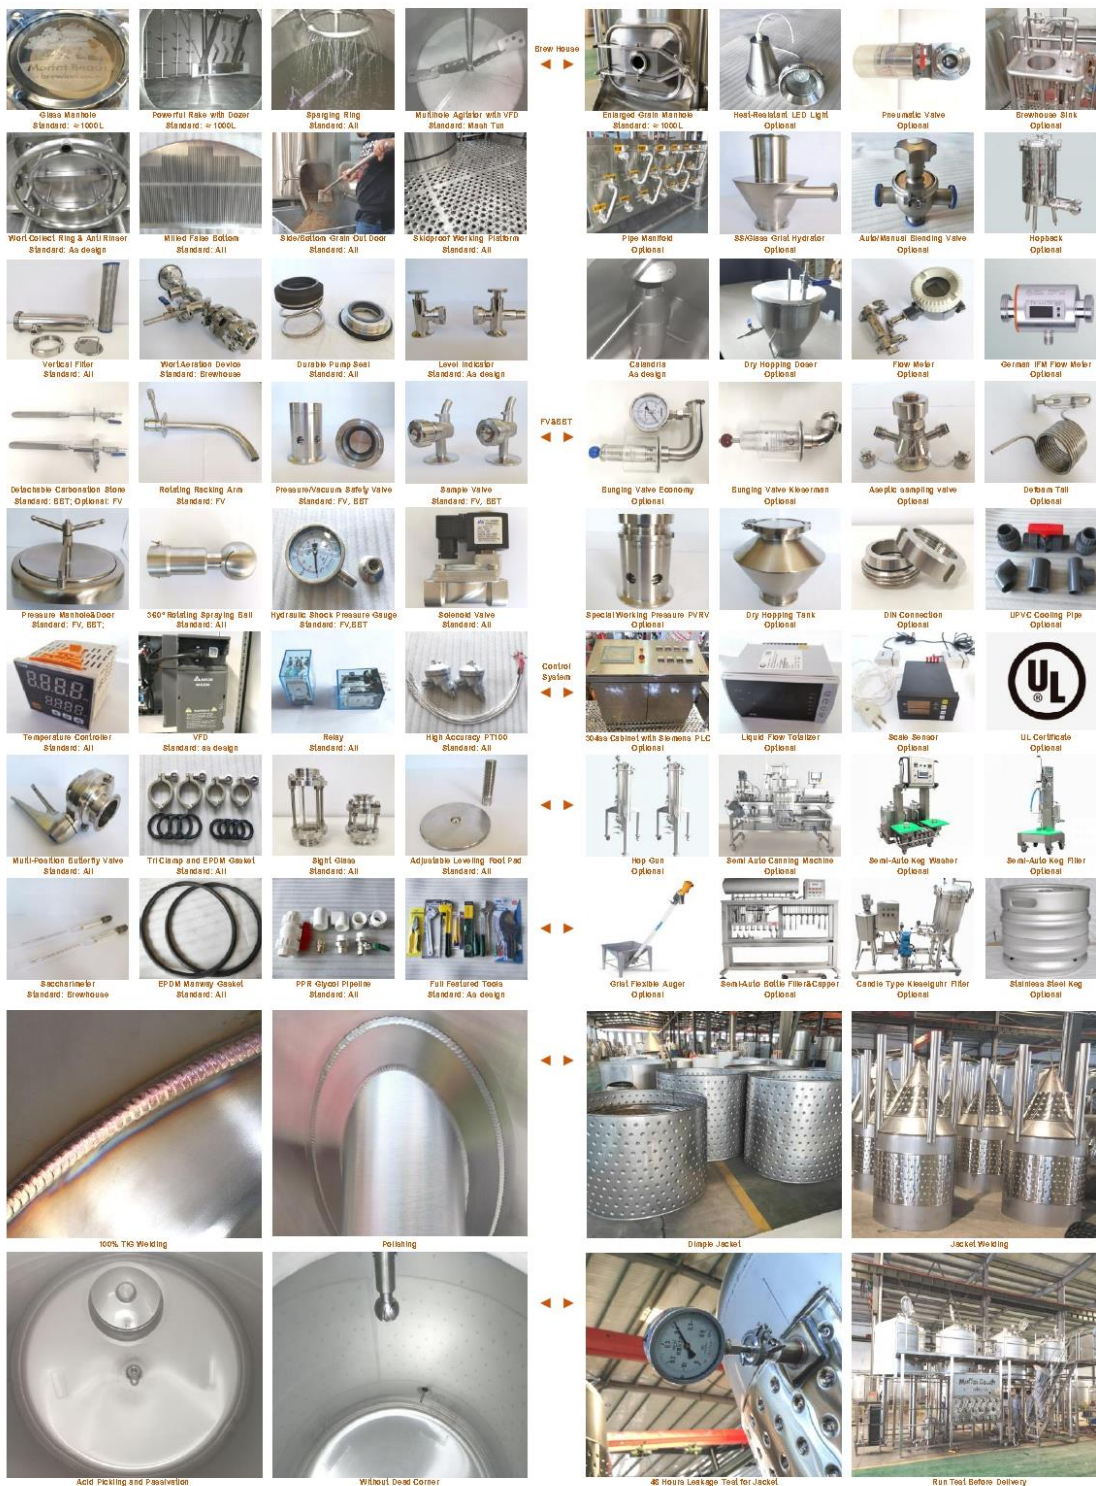 Brew House
Glass Manhole
Standard: ≥1000L
Powerful Rake with Dozer
Standard: ≥1000L
Sparging Ring
Standard: All
Multihole Agitator with VFD
Standard: Mash Tun
Enlarged Grain Manhole
Standard: ≥1000L
Heat-Resistant LED Light
Optional
Pneumatic Valve
Optional
Brewhouse Sink
Optional
Wort Collect Ring & Anti Rinser
Standard: As design
Milled False Bottom
Standard: All
Side/Bottom Grain Out Door
Standard: All
Skidproof Working Platform
Standard: All
Pipe Manifold
Optional
SS/Glass Grist Hydrator
Optional
Auto/Manual Blending Valve
Optional
Hopback
Optional
Vertical Filter
Standard: All
Wort Aeration Device
Standard: Brewhouse
Durable Pump Seal
Standard: All
Level Indicator
Standard: As design
Calandria
As design
Dry Hopping Doser
Optional
Flow Meter
Optional
German IFM Flow Meter
Optional
FV&BBT
Detachable Carbonation Stone
Standard: BBT; Optional: FV
Rotating Racking Arm
Standard: FV
Pressure/Vacuum Safety Valve
Standard: FV, BBT
Sample Valve
Standard: FV, BBT
Bunging Valve Economy
Optional
Bunging Valve Kieserman
Optional
Aseptic sampling valve
Optional
Defoam Tail
Optional
Pressure Manhole&Door
Standard: FV, BBT;
360° Rotating Spraying Ball
Standard: All
Hydraulic Shock Pressure Gauge
Standard: FV,BBT
Solenoid Valve
Standard: All
Special Working Pressure PVRV
Optional
Dry Hopping Tank
Optional
DIN Connection
Optional
UPVC Cooling Pipe
Optional
Control
System
UL
®
Temperature Controller
Standard: All
VFD
Standard: as design
Relay
Standard: All
High Accuracy PT100
Standard: All
304ss Cabinet with Siemens PLC
Optional
Liquid Flow Totalizer
Optional
Scale Sensor
Optional
UL Certificate
Optional
Multi-Position Butterfly Valve
Standard: All
Tri Clamp and EPDM Gasket
Standard: All
Sight Glass
Standard: All
Adjustable Leveling Foot Pad
Standard: All
Hop Gun
Optional
Semi Auto Canning Machine
Optional
Semi-Auto Keg Washer
Optional
Semi-Auto Keg Filler
Optional
Saccharimeter
Standard: Brewhouse
EPDM Manway Gasket
Standard: All
PPR Glycol Pipeline
Standard: All
Full Featured Tools
Standard: As design
Grist Flexible Auger
Optional
Semi-Auto Bottle Filler&Capper
Optional
Candle Type Kieselguhr Filter
Optional
Stainless Steel Keg
Optional
100% TIG Welding
Polishing
Dimple Jacket
Jacket Welding
Acid Pickling and Passivation
Without Dead Corner
48 Hours Leakage Test for Jacket
Run Test Before Delivery